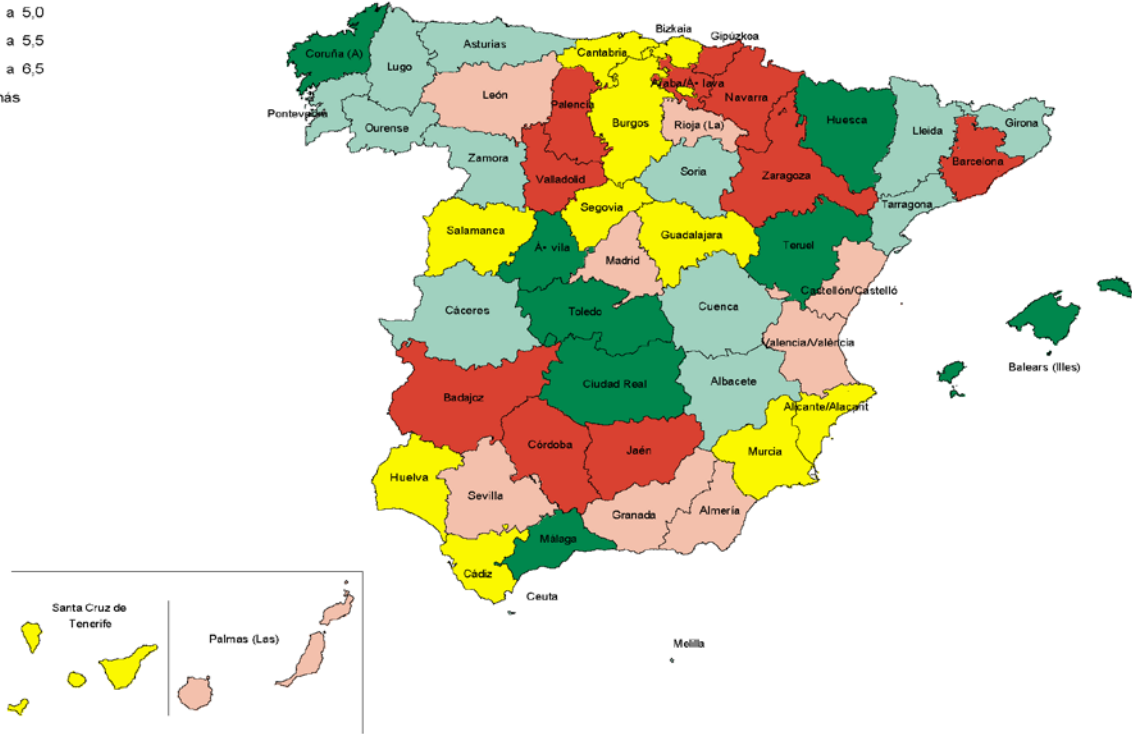 a 5,0
a 5,5
a 6,5
más
Coruña (A)
Lugo
Asturias
Cantabria
Bizkaia
Gipúzkoa
Araba/Á• lava
Navarra
León
Palencia
Burgos
Rioja (La)
Huesca
Lleida
Girona
Barcelona
Pontevedra
Ourense
Zamora
Valladolid
Soria
Zaragoza
Tarragona
Salamanca
Segovia
Guadalajara
Teruel
Á• vila
Madrid
Castellón/Castelló
Cáceres
Toledo
Cuenca
Valencia/València
Balears (Illes)
Ciudad Real
Albacete
Badajoz
Alicante/Alacant
Córdoba
Jaén
Murcia
Huelva
Sevilla
Granada
Almería
Málaga
Cádiz
Ceuta
Melilla
Santa Cruz de
Tenerife
Palmas (Las)